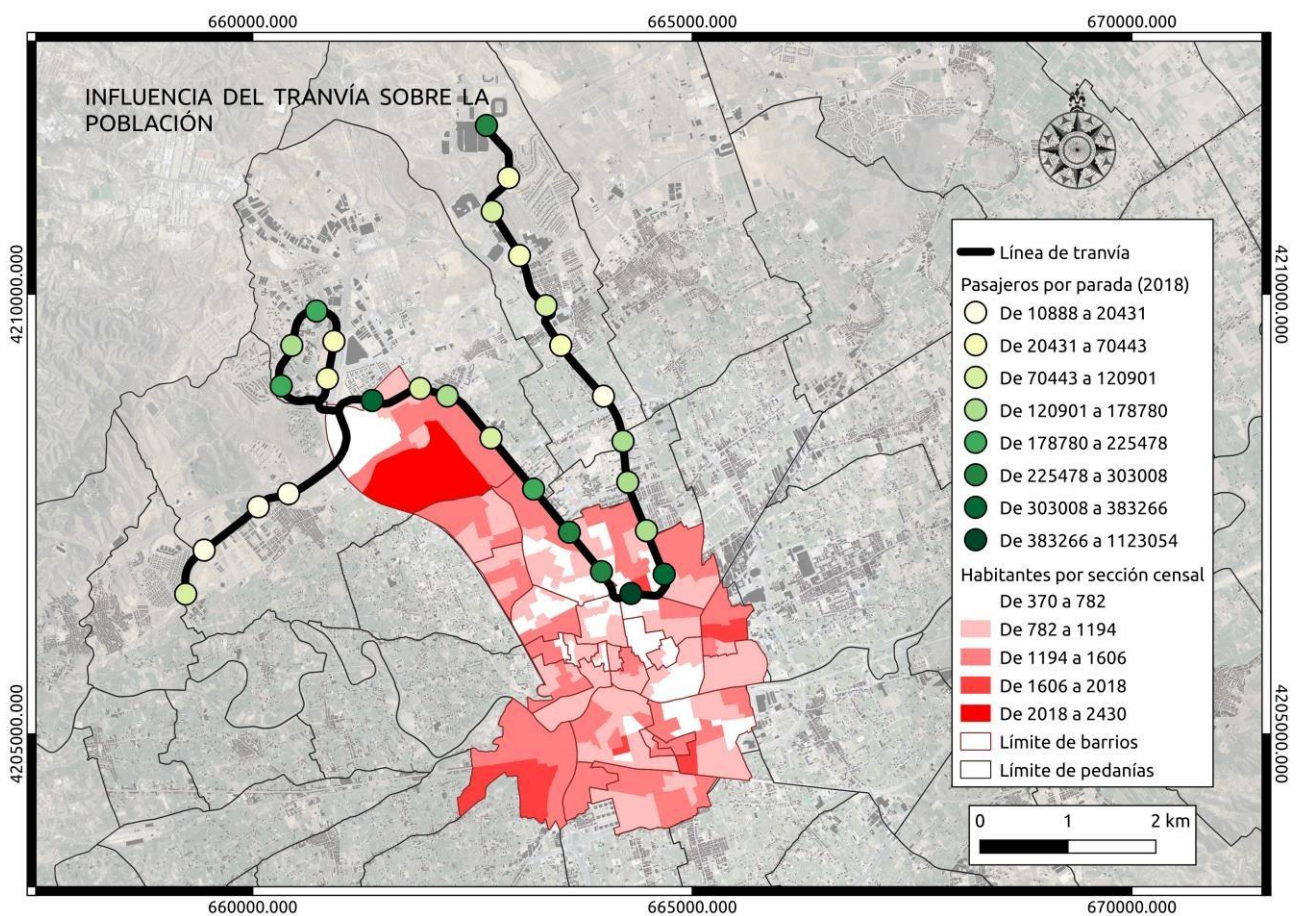 660000.000
665000.000
670000.000
INFLUENCIA DEL TRANVÍA SOBRE LA
POBLACIÓN
4210000.000
4210000.000
Línea de tranvía
Pasajeros por parada (2018)
De 10888 a 20431
De 20431 a 70443
De 70443 a 120901
De 120901 a 178780
De 178780 a 225478
De 225478 a 303008
De 303008 a 383266
De 383266 a 1123054
Habitantes por sección censal
De 370 a 782
De 782 a 1194
De 1194 a 1606
De 1606 a 2018
De 2018 a 2430
Límite de barrios
Límite de pedanías
4205000.000
4205000.000
0 1 2 km
660000.000
665000.000
670000.000